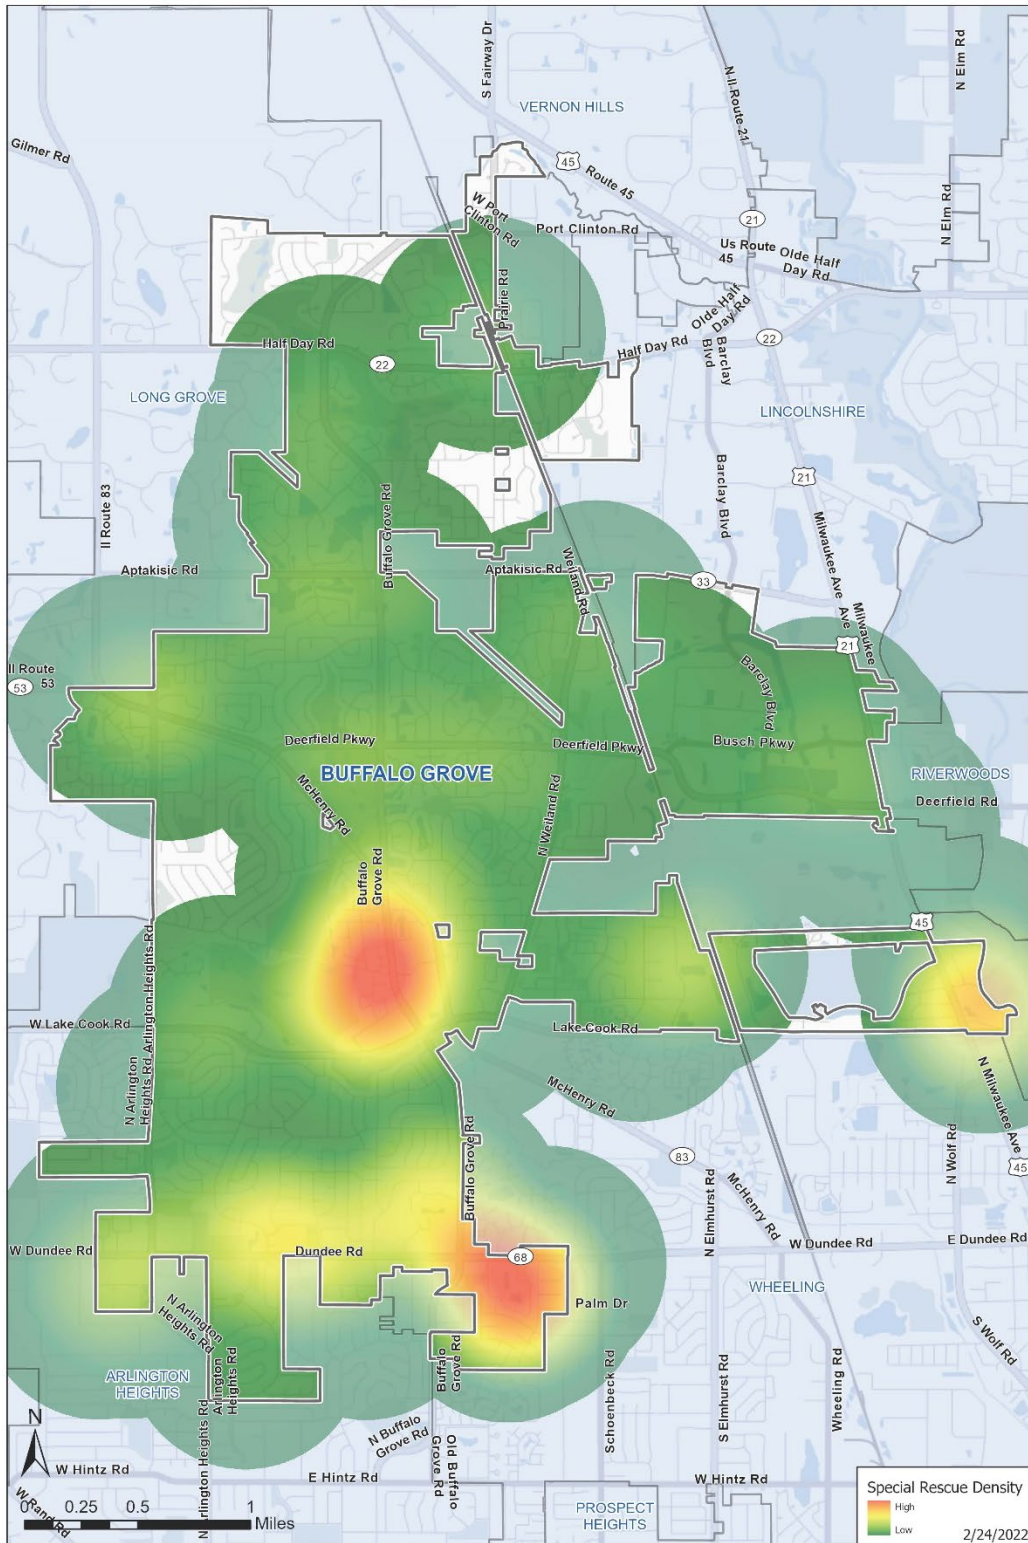 S Fairway Dr
N Il Route 21
N Elm Rd
VERNON HILLS
Gilmer Rd
45
Route 45
W Port
Clinton Rd
Port Clinton Rd
21
N Elm Rd
Us Route
45
Olde Half
Day Rd
Prairie Rd
Olde Half
Day Rd
Half Day Rd
22
Half Day Rd
Barclay
Blvd
22
LONG GROVE
LINCOLNSHIRE
Il Route 83
Buffalo Grove Rd
Barclay Blvd
21
Milwaukee Ave
Aptakisic Rd
Aptakisic Rd
Weiland Rd
33
Milwaukee
Ave
21
Il Route
53
53
Barclay
Blvd
Deerfield Pkwy
Deerfield Pkwy
Busch Pkwy
BUFFALO GROVE
RIVERWOODS
McHenry Rd
N Weiland Rd
Deerfield Rd
Buffalo
Grove Rd
45
Arlington Heights Rd
W Lake Cook Rd
Lake Cook Rd
N Arlington
Heights Rd
McHenry Rd
N Milwaukee Ave
Buffalo Grove Rd
83
N Wolf Rd
45
N Elmhurst Rd
McHenry Rd
W Dundee Rd
Dundee Rd
68
W Dundee Rd
E Dundee Rd
WHEELING
Palm Dr
N Arlington
Heights Rd
S Wolf Rd
ARLINGTON
HEIGHTS
Arlington
Heights Rd
Buffalo
Grove Rd
Schoenbeck Rd
S Elmhurst Rd
Wheeling Rd
N
N Buffalo
Grove Rd
Old Buffalo
Grove Rd
N Arlington Heights Rd
W Hintz Rd
E Hintz Rd
W Hintz Rd
W Rand Rd
0 0.25 0.5 1
Miles
PROSPECT
HEIGHTS
Special Rescue Density
High
Low
2/24/2022